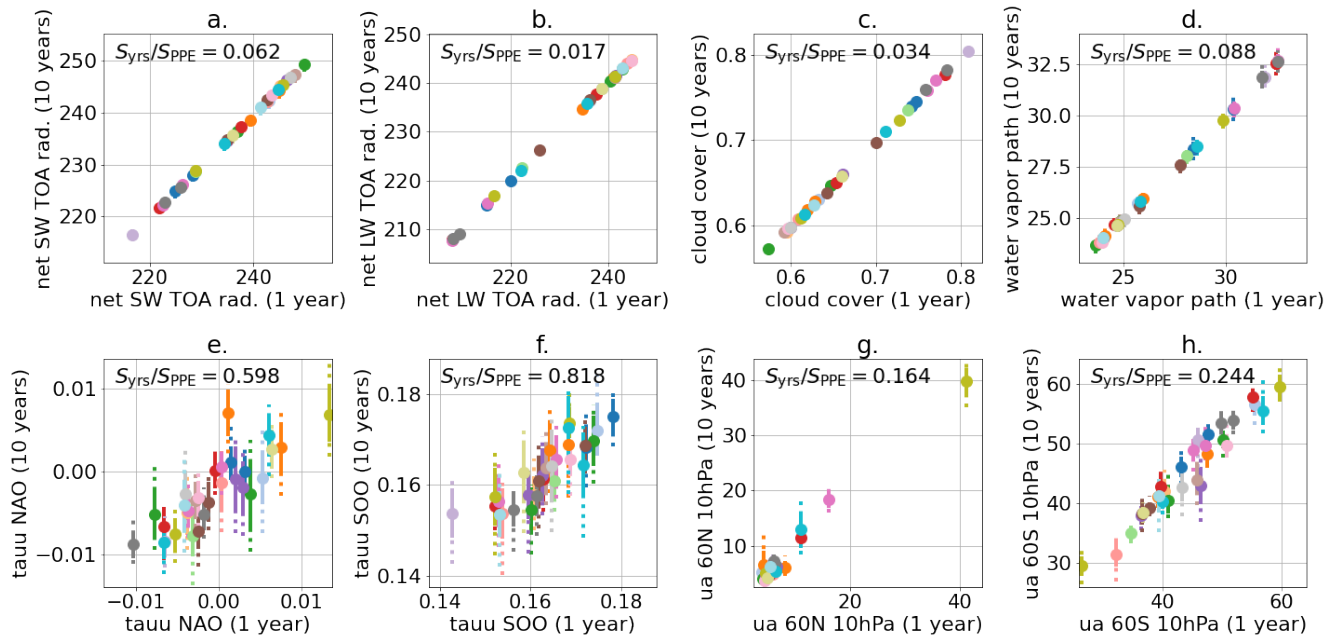 a.
S_yrs/S_PPE = 0.062
250
240
230
220
220
240
net SW TOA rad. (10 years)
net SW TOA rad. (1 year)
b.
S_yrs/S_PPE = 0.017
250
240
230
220
210
220
240
net LW TOA rad. (10 years)
net LW TOA rad. (1 year)
c.
S_yrs/S_PPE = 0.034
0.8
0.7
0.6
0.6
0.7
0.8
cloud cover (10 years)
cloud cover (1 year)
d.
S_yrs/S_PPE = 0.088
32.5
30.0
27.5
25.0
25
30
water vapor path (10 years)
water vapor path (1 year)
e.
S_yrs/S_PPE = 0.598
0.01
0.00
−0.01
−0.01
0.00
0.01
tauu NAO (10 years)
tauu NAO (1 year)
f.
S_yrs/S_PPE = 0.818
0.18
0.16
0.14
0.14
0.16
0.18
tauu SOO (10 years)
tauu SOO (1 year)
g.
S_yrs/S_PPE = 0.164
40
30
20
10
20
40
ua 60N 10hPa (10 years)
ua 60N 10hPa (1 year)
h.
S_yrs/S_PPE = 0.244
60
50
40
30
40
60
ua 60S 10hPa (10 years)
ua 60S 10hPa (1 year)